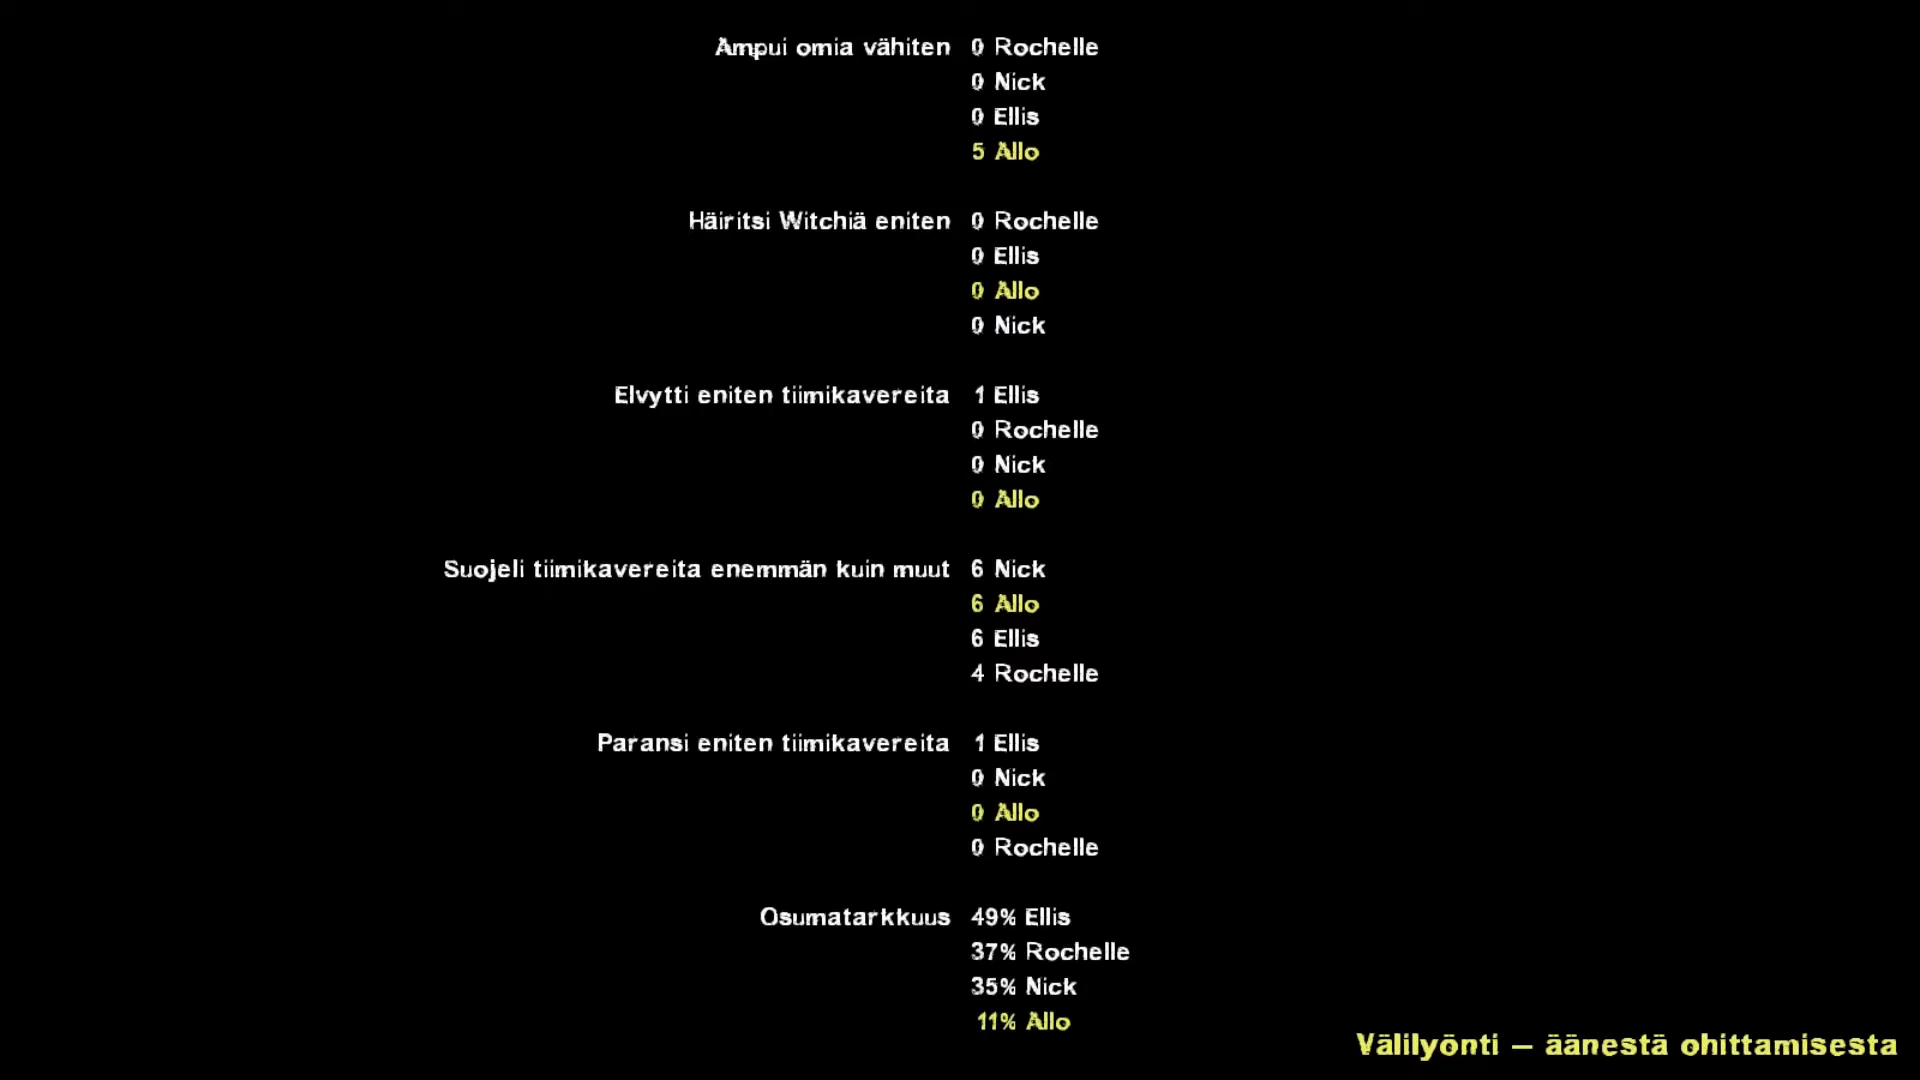 Ampui omia vähiten 0 Rochelle
0 Nick
0 Ellis
5 Allo
Häiritsi Witchiä eniten 0 Rochelle
0 Ellis
0 Allo
0 Nick
Elvytti eniten tiimikavereita 1 Ellis
0 Rochelle
0 Nick
0 Allo
Suojeli tiimikavereita enemmän kuin muut 6 Nick
6 Allo
6 Ellis
4 Rochelle
Paransi eniten tiimikavereita 1 Ellis
0 Nick
0 Allo
0 Rochelle
Osumatarkkuus 49% Ellis
37% Rochelle
35% Nick
11% Allo
Välilyönti – äänestä ohittamisesta